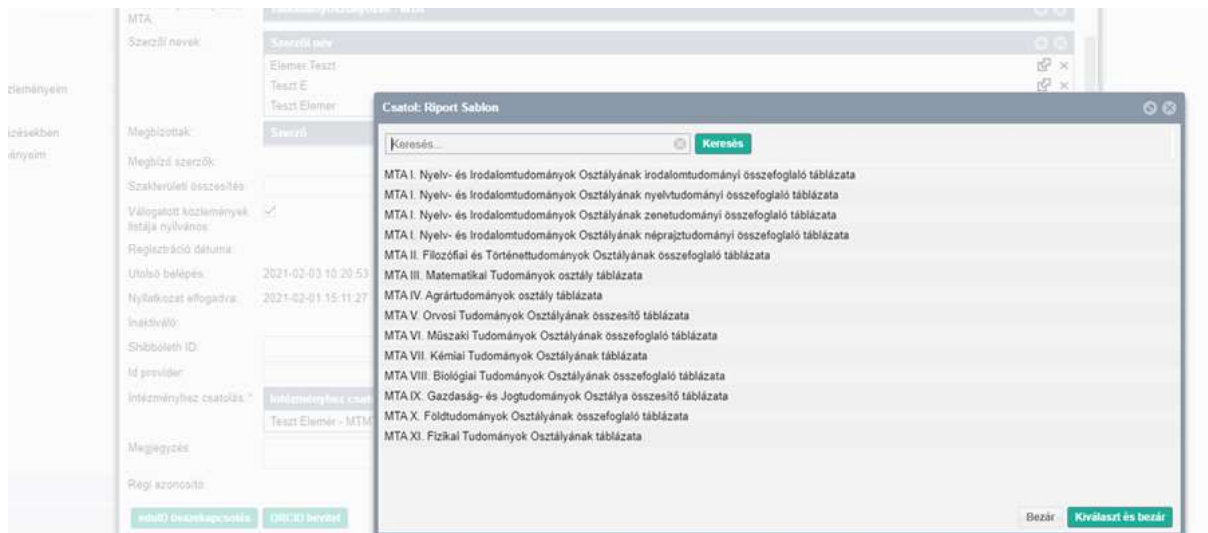 MTA:
Szerzői nevek:
Szerzői név
Elemer Teszt
Teszt E
Teszt Elemer
zleményeim
zésekben
ányeim
Megbízottak:
Szerző
Megbízó szerzők:
Szakterületi összesítés:
Válogatott közlemények
listája nyilvános:
Regisztráció dátuma:
Utolsó belépés:
2021-02-03 10:20:53
Nyilatkozat elfogadva:
2021-02-01 15:11:27
Inaktiváló:
Shibboleth ID:
Id provider:
Intézményhez csatolás: *
Intézményhez csat
Teszt Elemér - MTMT
Megjegyzés:
Régi azonosító:
eduID összekapcsolás
ORCID bevitel
Csatol: Riport Sablon
Keresés...
Keresés
MTA I. Nyelv- és Irodalomtudományok Osztályának irodalomtudományi összefoglaló táblázata
MTA I. Nyelv- és Irodalomtudományok Osztályának nyelvtudományi összefoglaló táblázata
MTA I. Nyelv- és Irodalomtudományok Osztályának zenetudományi összefoglaló táblázata
MTA I. Nyelv- és Irodalomtudományok Osztályának néprajztudományi összefoglaló táblázata
MTA II. Filozófiai és Történettudományok Osztályának összefoglaló táblázata
MTA III. Matematikai Tudományok osztály táblázata
MTA IV. Agrártudományok osztály táblázata
MTA V. Orvosi Tudományok Osztályának összesítő táblázata
MTA VI. Műszaki Tudományok Osztályának összefoglaló táblázata
MTA VII. Kémiai Tudományok Osztályának táblázata
MTA VIII. Biológiai Tudományok Osztályának összefoglaló táblázata
MTA IX. Gazdaság- és Jogtudományok Osztálya összesítő táblázata
MTA X. Földtudományok Osztályának összefoglaló táblázata
MTA XI. Fizikai Tudományok Osztályának táblázata
Bezár
Kiválaszt és bezár